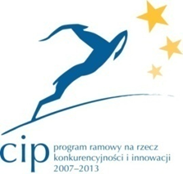 cip
program ramowy na rzecz
konkurencyjności i innowacji
2007–2013